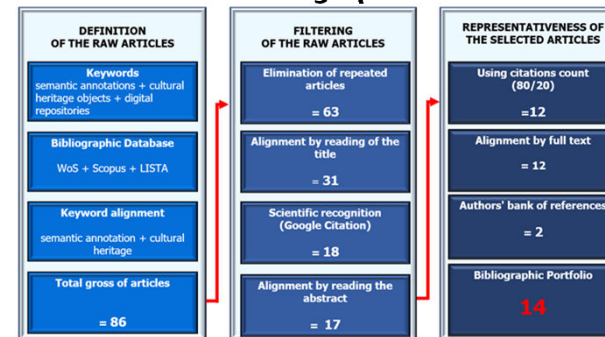 DEFINITION
OF THE RAW ARTICLES
Keywords
semantic annotations + cultural
heritage objects + digital
repositories
Bibliographic Database
WoS + Scopus + LISTA
Keyword alignment
semantic annotation + cultural
heritage
Total gross of articles
= 86
FILTERING
OF THE RAW ARTICLES
Elimination of repeated
articles
= 63
Alignment by reading of the
title
= 31
Scientific recognition
(Google Citation)
= 18
Alignment by reading the
abstract
= 17
REPRESENTATIVENESS OF
THE SELECTED ARTICLES
Using citations count
(80/20)
=12
Alignment by full text
= 12
Authors' bank of references
= 2
Bibliographic Portfolio
14